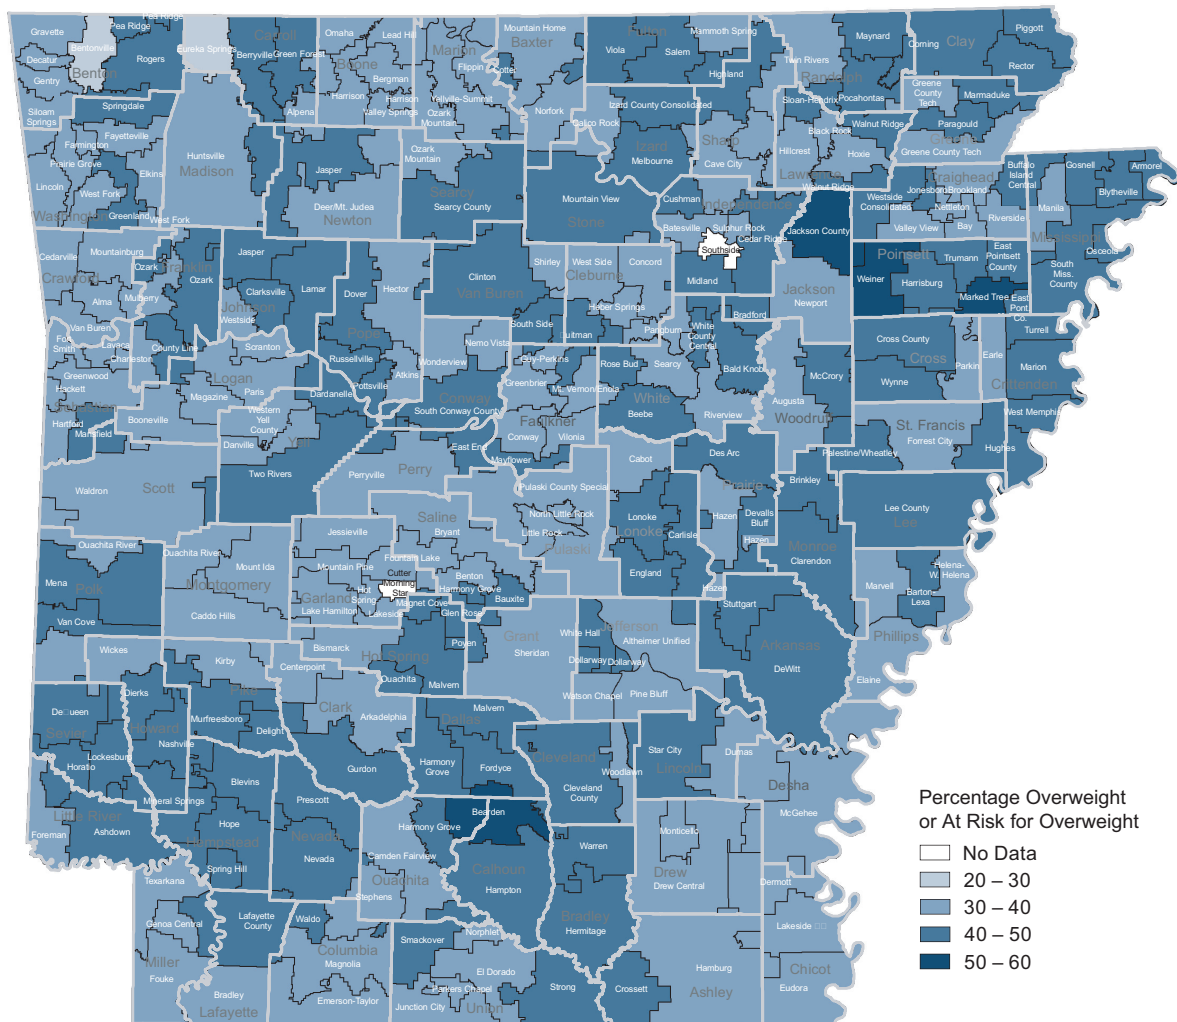 Gravette
Pea Ridge
Pea Ridge
Bentonville
Decatur
Rogers
Benton
Gentry
Siloam
Springs
Springdale
Eureka Springs
Carroll
Berryville
Green Forest
Alpena
Omaha
Lead Hill
Boone
Bergman
Harrison
Harrison
Valley Springs
Marion
Flippin
Yellville-Summit
Ozark
Mountain
Mountain Home
Baxter
Cotter
Norfork
Calico Rock
Fulton
Viola
Salem
Mammoth Spring
Highland
Izard County Consolidated
Izard
Melbourne
Sharp
Cave City
Twin Rivers
Randolph
Maynard
Pocahontas
Sloan-Hendrix
Black Rock
Walnut Ridge
Hillcrest
Hoxie
Lawrence
Walnut Ridge
Corning
Clay
Piggott
Rector
Greene
County
Tech
Marmaduke
Paragould
Greene
Greene County Tech
Fayetteville
Farmington
Prairie Grove
Elkins
Lincoln
West Fork
Washington
Greenland
West Fork
Huntsville
Madison
Jasper
Deer/Mt. Judea
Newton
Ozark
Mountain
Searcy
Searcy County
Mountain View
Stone
Cushman
Independence
Batesville
Sulphur Rock
Cedar Ridge
Southside
Midland
Jackson County
Jackson
Newport
Craighead
Westside
Consolidated
Jonesboro
Brookland
Nettleton
Valley View
Bay
Riverside
Buffalo
Island
Central
Gosnell
Armorel
Blytheville
Manila
Mississippi
Osceola
South
Miss.
County
Poinsett
Weiner
Harrisburg
Trumann
East
Pointsett
County
Marked Tree
East
Pont.
Co.
Turrell
Cedarville
Mountainburg
Crawford
Alma
Mulberry
Van Buren
Ozark
Franklin
Ozark
County Line
Jasper
Clarksville
Lamar
Johnson
Westside
Dover
Hector
Pope
Russellville
Pottsville
Atkins
Dardanelle
Clinton
Van Buren
South Side
Shirley
West Side
Concord
Cleburne
Heber Springs
Quitman
Pangburn
White
County
Central
Bradford
Bald Knob
Searcy
Rose Bud
White
Beebe
Riverview
Nemo Vista
Wonderview
Conway
South Conway County
Guy-Perkins
Greenbrier
Mt. Vernon/Enola
Faulkner
Conway
Vilonia
Mayflower
Fort
Smith
Lavaca
Charleston
Greenwood
Hackett
Sebastian
Hartford
Mansfield
Scranton
Logan
Paris
Magazine
Booneville
Western
Yell
County
Danville
Yell
Two Rivers
Waldron
Scott
East End
Perry
Perryville
Augusta
McCrory
Woodruff
Cross County
Cross
Wynne
Parkin
Earle
Marion
Crittenden
West Memphis
Hughes
St. Francis
Forrest City
Palestine/Wheatley
Lee County
Lee
Des Arc
Prairie
Hazen
Devalls
Bluff
Hazen
Hazen
Brinkley
Monroe
Clarendon
Cabot
Lonoke
Lonoke
Carlisle
England
Pulaski County Special
North Little Rock
Little Rock
Pulaski
Saline
Bryant
Benton
Harmony Grove
Bauxite
Jessieville
Fountain Lake
Mountain Pine
Cutter
Morning
Star
Garland
Hot
Spring
Lake Hamilton
Lakeside
Magnet Cove
Glen Rose
Ouachita River
Ouachita River
Mena
Polk
Van Cove
Mount Ida
Montgomery
Caddo Hills
Wickes
Kirby
Pike
Murfreesboro
Delight
Centerpoint
Bismarck
Hot Spring
Poyen
Ouachita
Malvern
Clark
Arkadelphia
Gurdon
Grant
Sheridan
Jefferson
White Hall
Altheimer Unified
Dollarway
Dollarway
Watson Chapel
Pine Bluff
Stuttgart
Arkansas
DeWitt
Marvell
Barton-
Lexa
Helena-
W. Helena
Phillips
Elaine
De□ueen
Sevier
Horatio
Lockesburg
Dierks
Howard
Nashville
Mineral Springs
Little River
Foreman
Ashdown
Blevins
Hope
Hempstead
Spring Hill
Prescott
Nevada
Nevada
Malvern
Dallas
Harmony
Grove
Fordyce
Bearden
Harmony Grove
Camden Fairview
Ouachita
Stephens
Calhoun
Hampton
Cleveland
Woodlawn
Cleveland
County
Star City
Lincoln
Dumas
Desha
McGehee
Warren
Bradley
Hermitage
Monticello
Drew
Drew Central
Dermott
Lakeside □□
Chicot
Eudora
Hamburg
Ashley
Crossett
Strong
Texarkana
Genoa Central
Miller
Fouke
Lafayette
County
Bradley
Lafayette
Waldo
Columbia
Magnolia
Emerson-Taylor
Smackover
Norphlet
El Dorado
Parkers Chapel
Junction City
Union
Percentage Overweight
or At Risk for Overweight
No Data
20 – 30
30 – 40
40 – 50
50 – 60